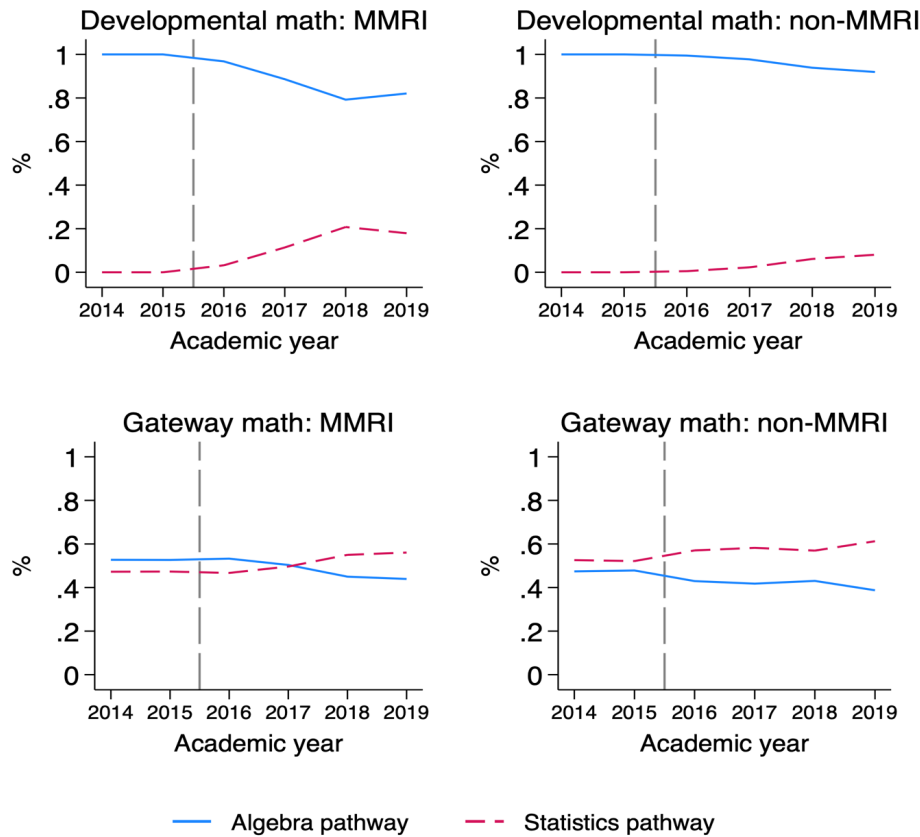 Developmental math: MMRI
%
1
.8
.6
.4
.2
0
2014 2015 2016 2017 2018 2019
Academic year
Developmental math: non-MMRI
%
1
.8
.6
.4
.2
0
2014 2015 2016 2017 2018 2019
Academic year
Gateway math: MMRI
%
1
.8
.6
.4
.2
0
2014 2015 2016 2017 2018 2019
Academic year
Gateway math: non-MMRI
%
1
.8
.6
.4
.2
0
2014 2015 2016 2017 2018 2019
Academic year
Algebra pathway
Statistics pathway